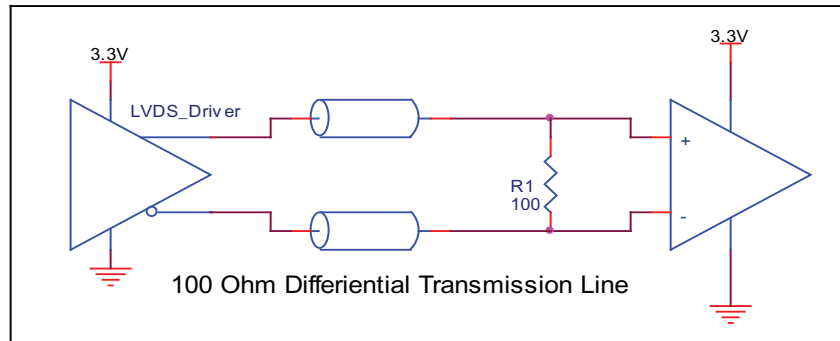 3.3V
3.3V
LVDS_Driver
+
R1
100
-
100 Ohm Differiential Transmission Line